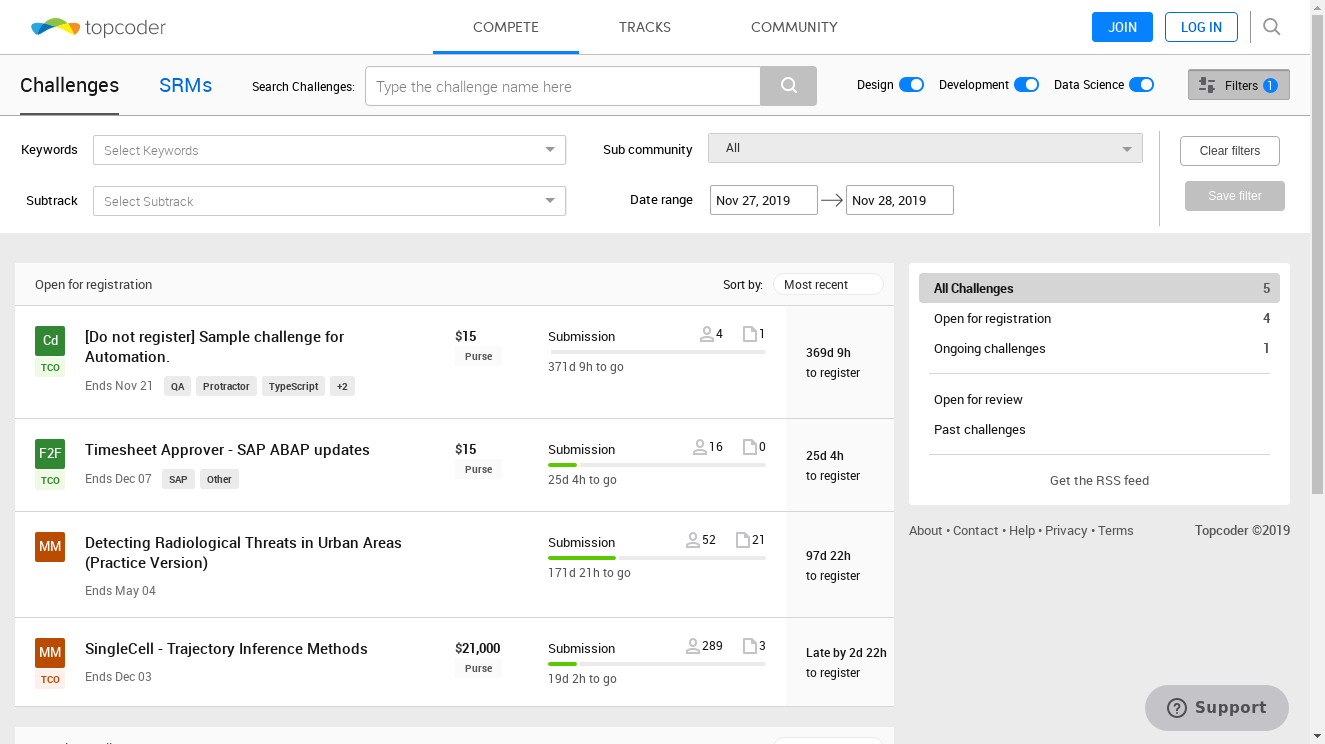 topcoder
COMPETE
TRACKS
COMMUNITY
JOIN
LOG IN
Challenges
SRMs
Search Challenges:
Type the challenge name here
Design
Development
Data Science
Filters 1
Keywords
Select Keywords
Sub community
All
Clear filters
Subtrack
Select Subtrack
Date range
Nov 27, 2019
Nov 28, 2019
Save filter
Open for registration
Sort by:
Most recent
Cd
TCO
[Do not register] Sample challenge for
Automation.
Ends Nov 21
QA
Protractor
TypeScript
+2
$15
Purse
Submission
4
1
371d 9h to go
369d 9h
to register
F2F
TCO
Timesheet Approver - SAP ABAP updates
Ends Dec 07
SAP
Other
$15
Purse
Submission
16
0
25d 4h to go
25d 4h
to register
MM
Detecting Radiological Threats in Urban Areas
(Practice Version)
Ends May 04
Submission
52
21
171d 21h to go
97d 22h
to register
MM
TCO
SingleCell - Trajectory Inference Methods
Ends Dec 03
$21,000
Purse
Submission
289
3
19d 2h to go
Late by 2d 22h
to register
All Challenges 5
Open for registration 4
Ongoing challenges 1
Open for review
Past challenges
Get the RSS feed
About • Contact • Help • Privacy • Terms
Topcoder ©2019
Support